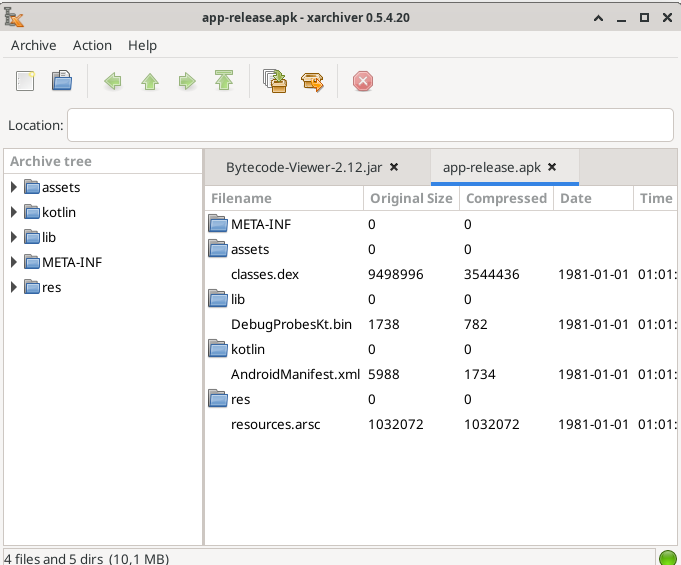 app-release.apk - xarchiver 0.5.4.20
Archive Action Help
Location:
Archive tree
assets
kotlin
lib
META-INF
res
Bytecode-Viewer-2.12.jar app-release.apk
Filename Original Size Compressed Date Time
META-INF 0 0
assets 0 0
classes.dex 9498996 3544436 1981-01-01 01:01:
lib 0 0
DebugProbesKt.bin 1738 782 1981-01-01 01:01:
kotlin 0 0
AndroidManifest.xml 5988 1734 1981-01-01 01:01:
res 0 0
resources.arsc 1032072 1032072 1981-01-01 01:01:
4 files and 5 dirs (10,1 MB)